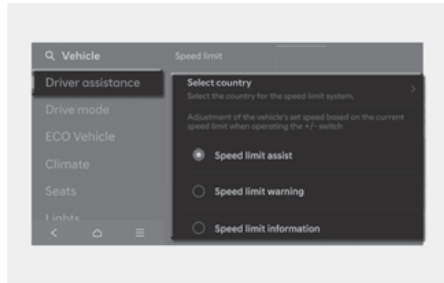 Vehicle
Speed limit
Driver assistance
Select country
Select the country for the speed limit system.
Drive mode
Adjustment of the vehicle's set speed based on the current
speed limit when operating the +/- switch
ECO Vehicle
Speed limit assist
Climate
Seats
Speed limit warning
Lights
Speed limit information